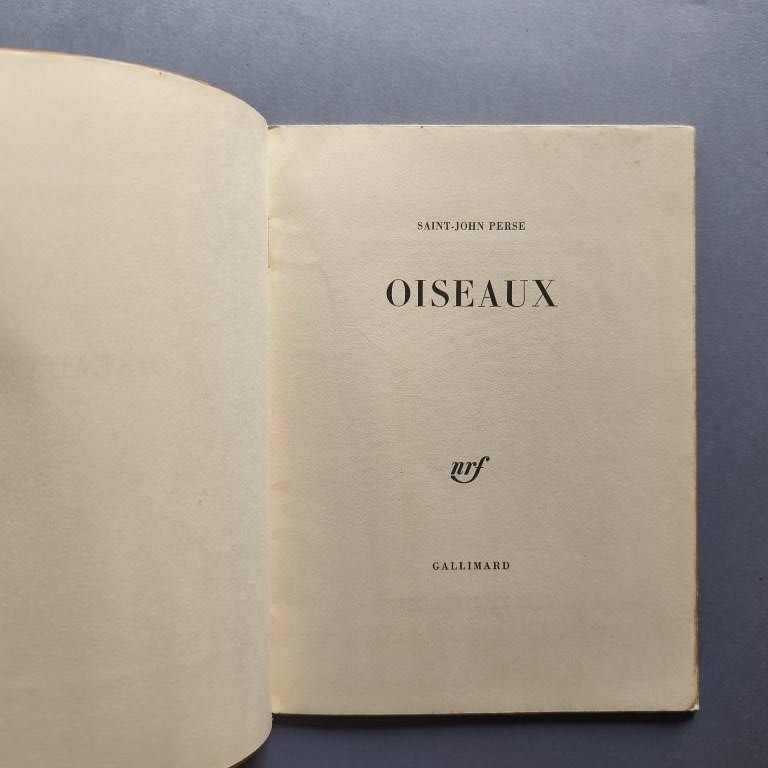 SAINT-JOHN PERSE
OISEAUX
nrf
GALLIMARD